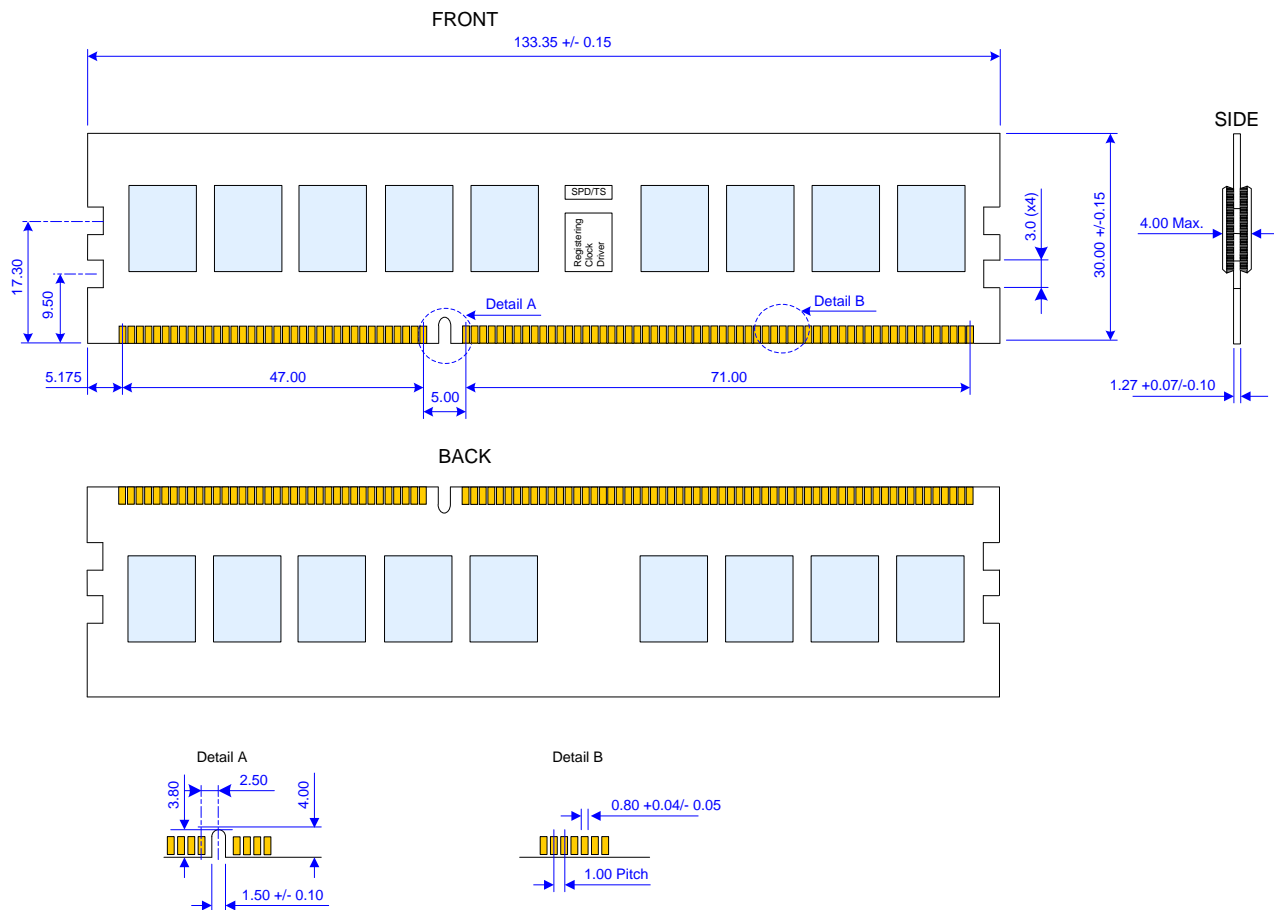 FRONT
133.35 +/- 0.15
SIDE
SPD/TS
Registering
Clock
Driver
17.30
9.50
3.0 (x4)
30.00 +/-0.15
4.00 Max.
Detail A
Detail B
5.175
47.00
5.00
71.00
1.27 +0.07/-0.10
BACK
Detail A
3.80
2.50
4.00
1.50 +/- 0.10
Detail B
0.80 +0.04/- 0.05
1.00 Pitch